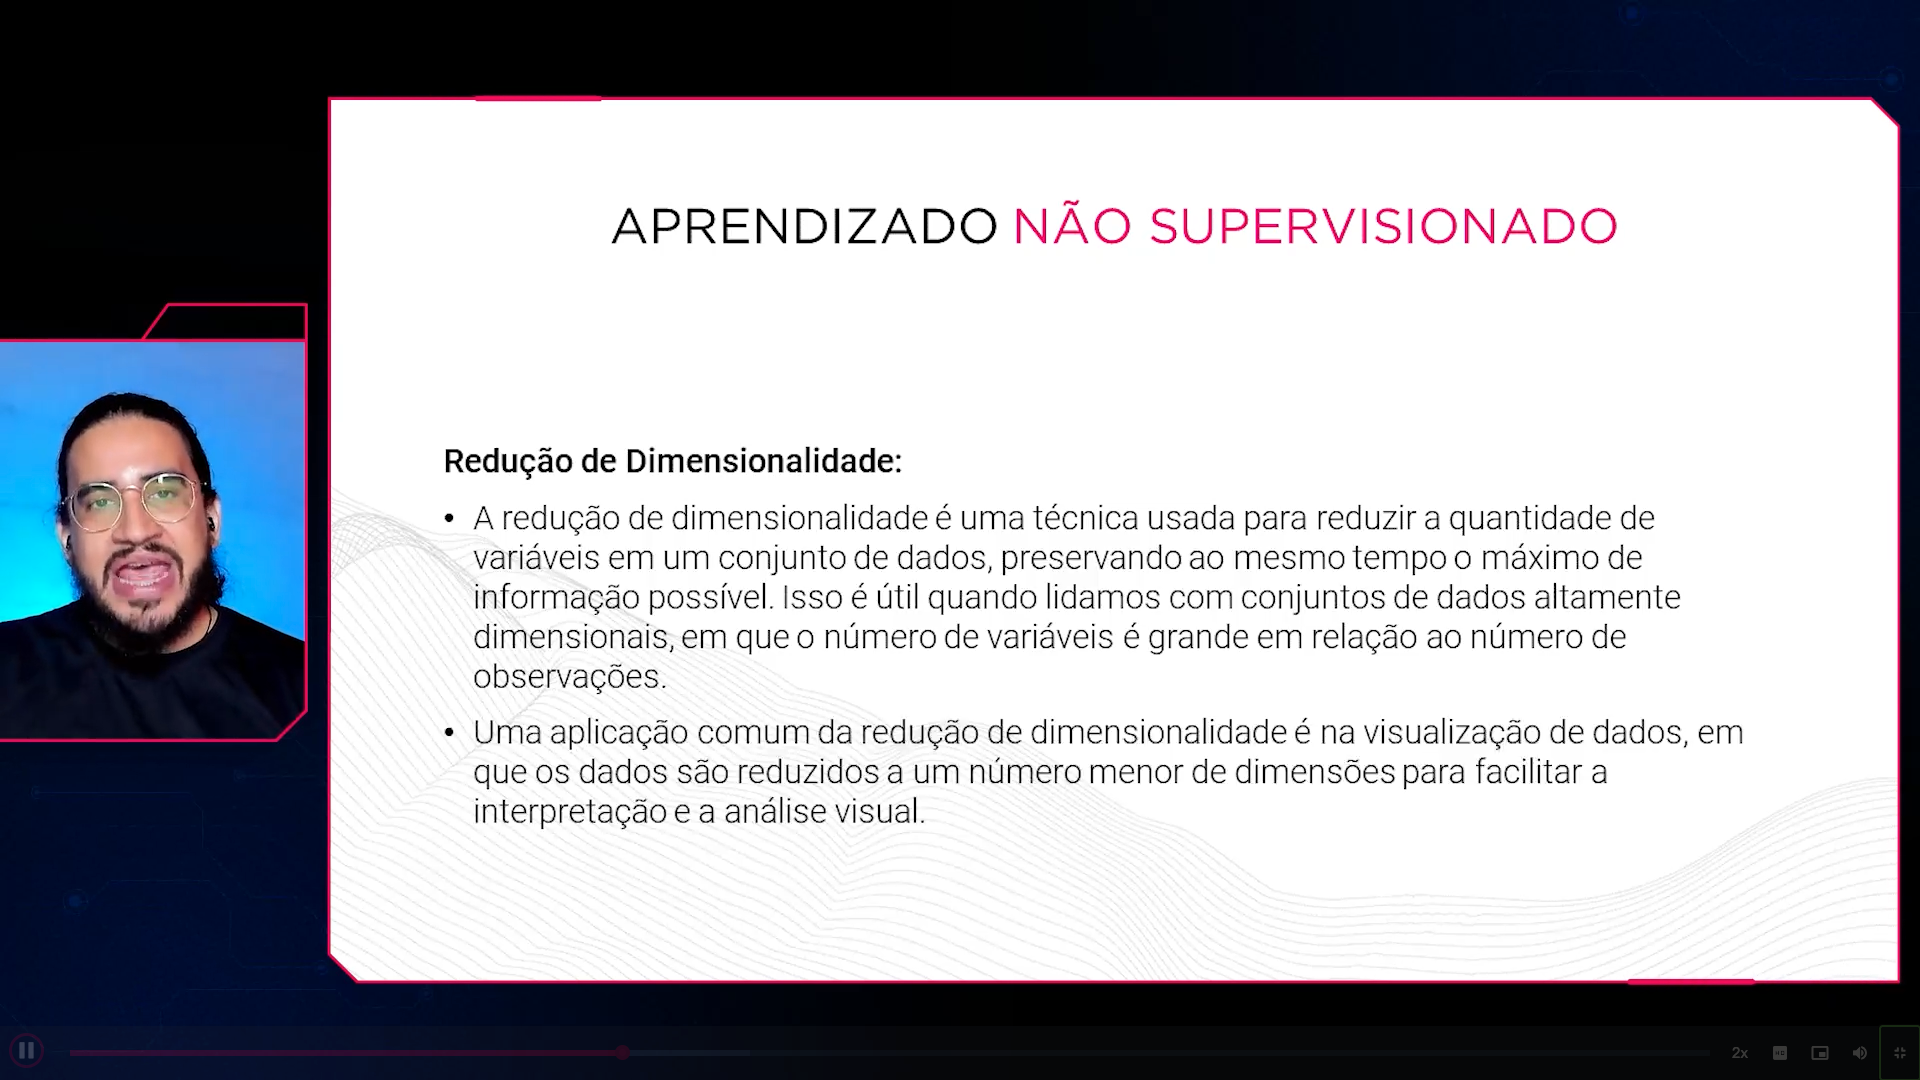 APRENDIZADO NÃO SUPERVISIONADO
Redução de Dimensionalidade:
• A redução de dimensionalidade é uma técnica usada para reduzir a quantidade de
variáveis em um conjunto de dados, preservando ao mesmo tempo o máximo de
informação possível. Isso é útil quando lidamos com conjuntos de dados altamente
dimensionais, em que o número de variáveis é grande em relação ao número de
observações.
• Uma aplicação comum da redução de dimensionalidade é na visualização de dados, em
que os dados são reduzidos a um número menor de dimensões para facilitar a
interpretação e a análise visual.
2x